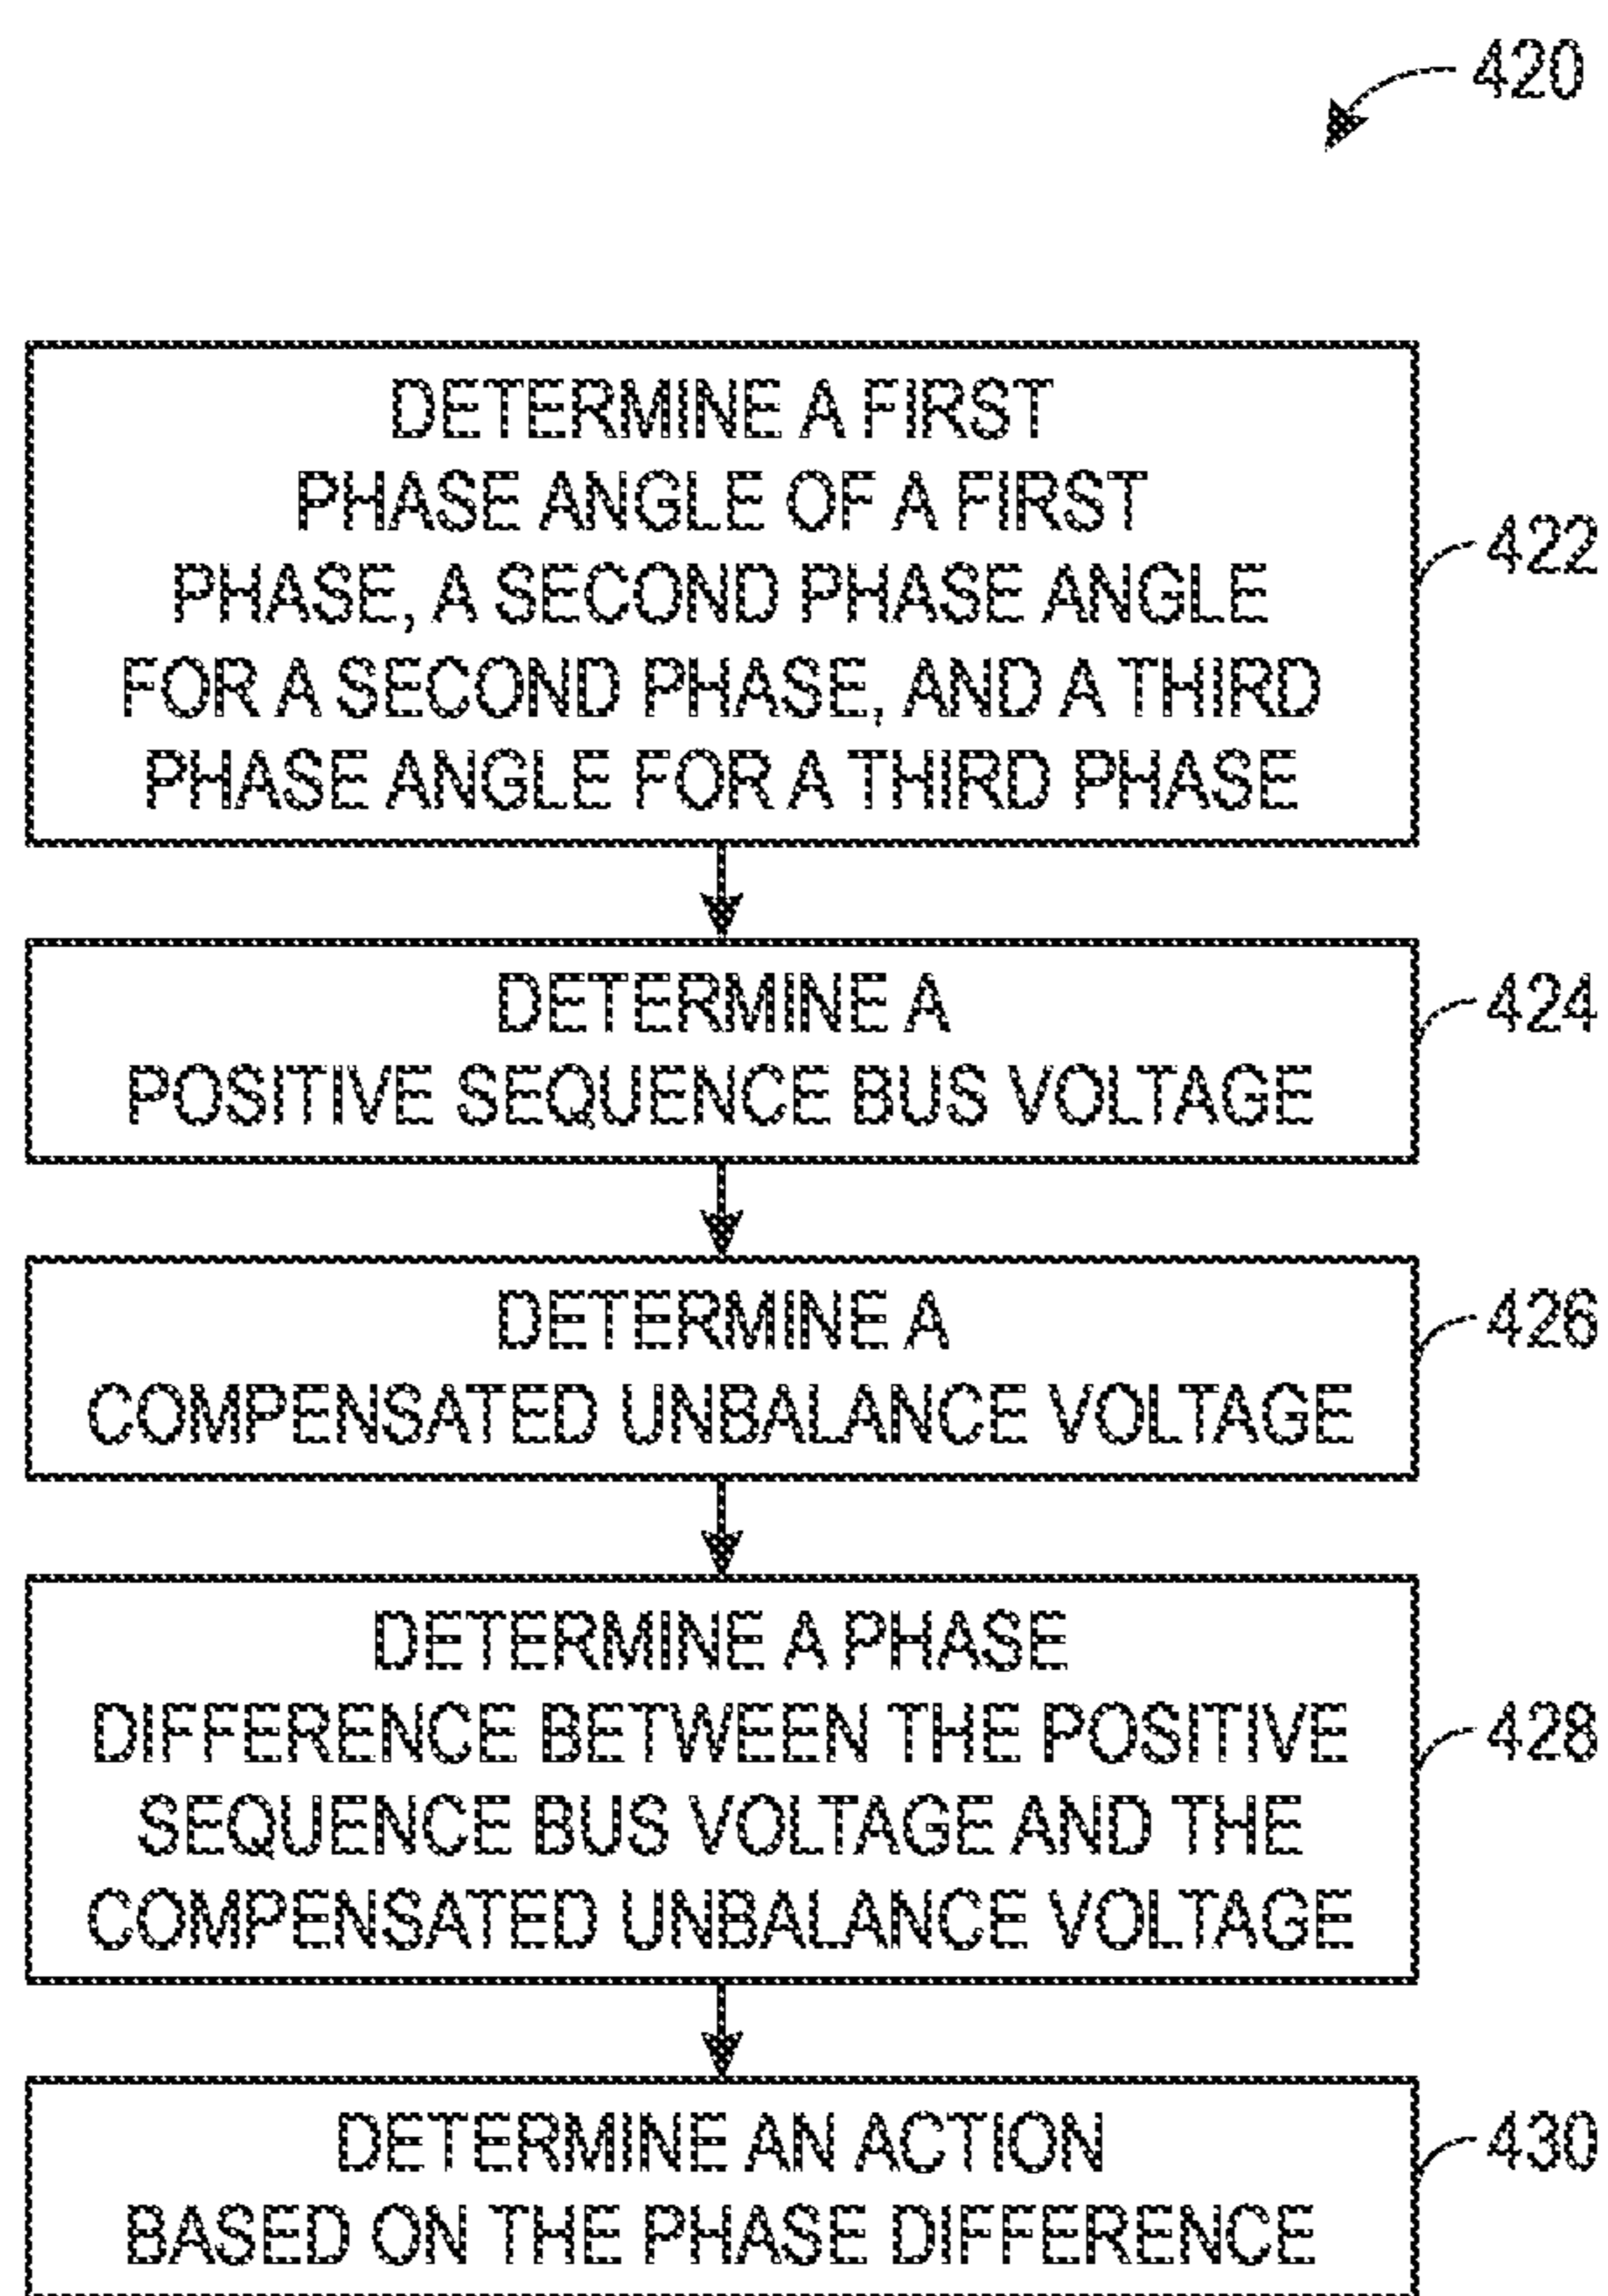 420
DETERMINE A FIRST
PHASE ANGLE OF A FIRST
PHASE, A SECOND PHASE ANGLE
FOR A SECOND PHASE, AND A THIRD
PHASE ANGLE FOR A THIRD PHASE
422
DETERMINE A
POSITIVE SEQUENCE BUS VOLTAGE
424
DETERMINE A
COMPENSATED UNBALANCE VOLTAGE
426
DETERMINE A PHASE
DIFFERENCE BETWEEN THE POSITIVE
SEQUENCE BUS VOLTAGE AND THE
COMPENSATED UNBALANCE VOLTAGE
428
DETERMINE AN ACTION
BASED ON THE PHASE DIFFERENCE
430